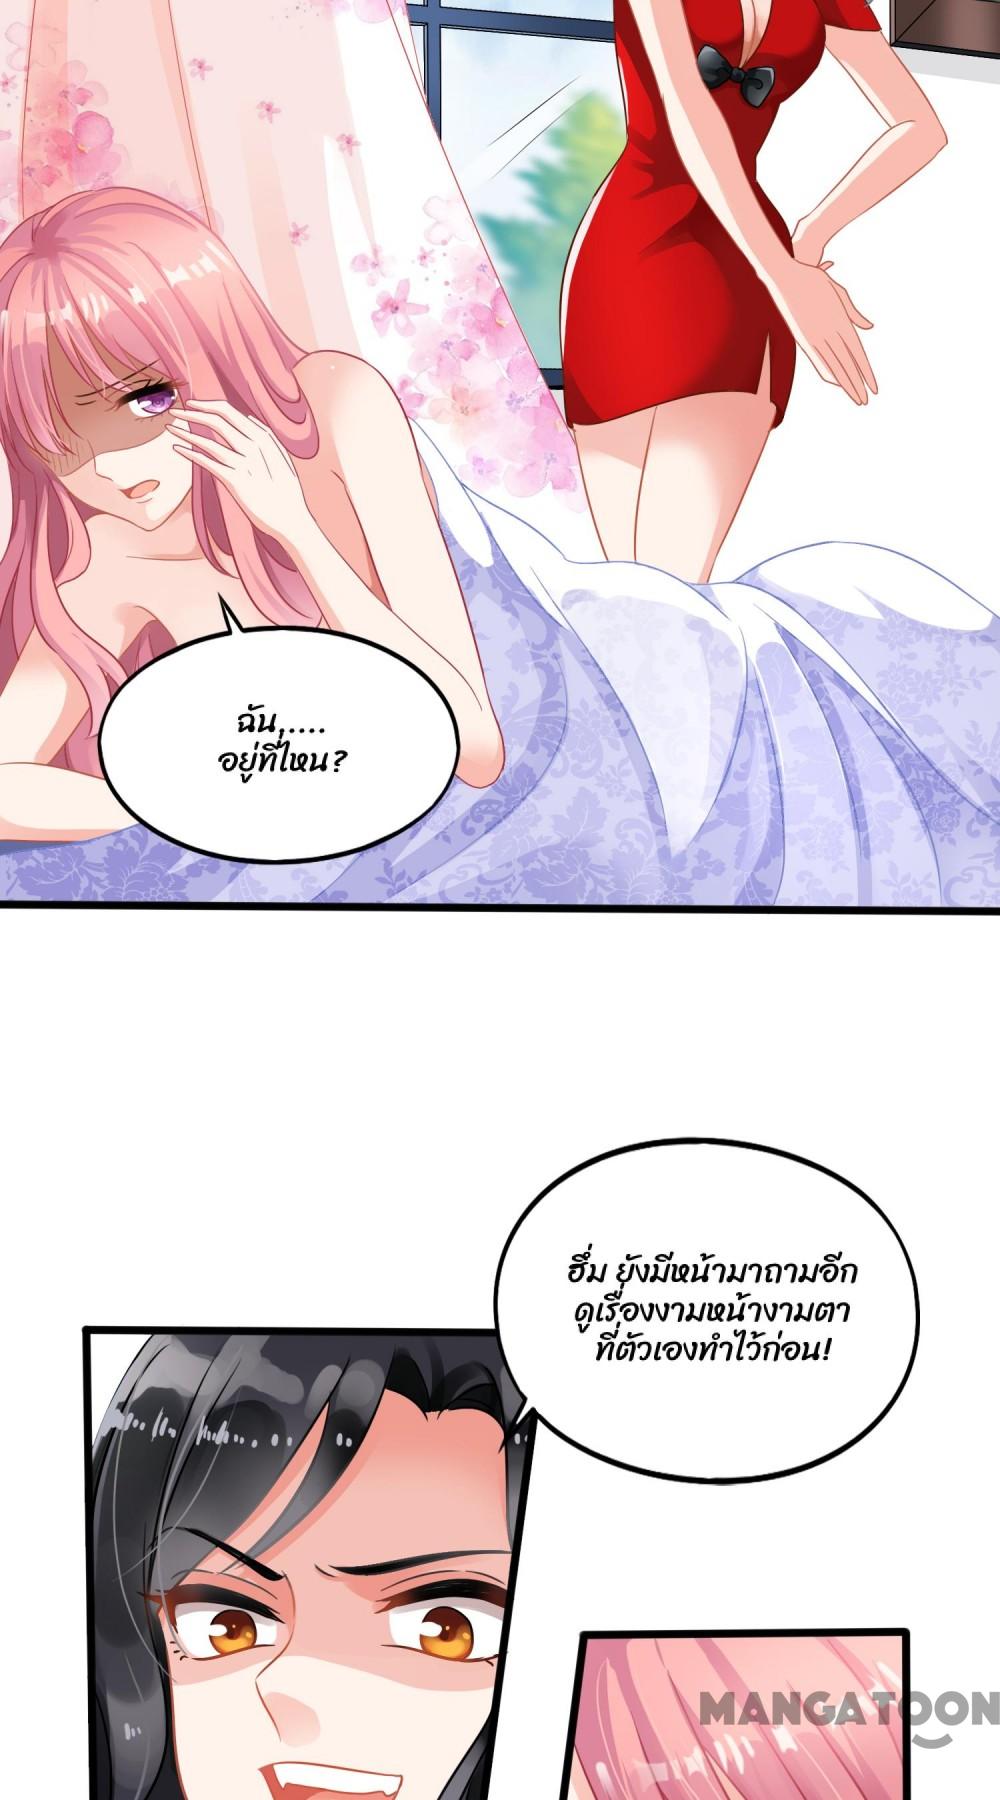 ฉัน.....
อยู่ที่ไหน?
ฮึ่ม ยังมีหน้ามาถามอีก
ดูเรื่องงามหน้างามตา
ที่ตัวเองทำไว้ก่อน!
MANGATOON